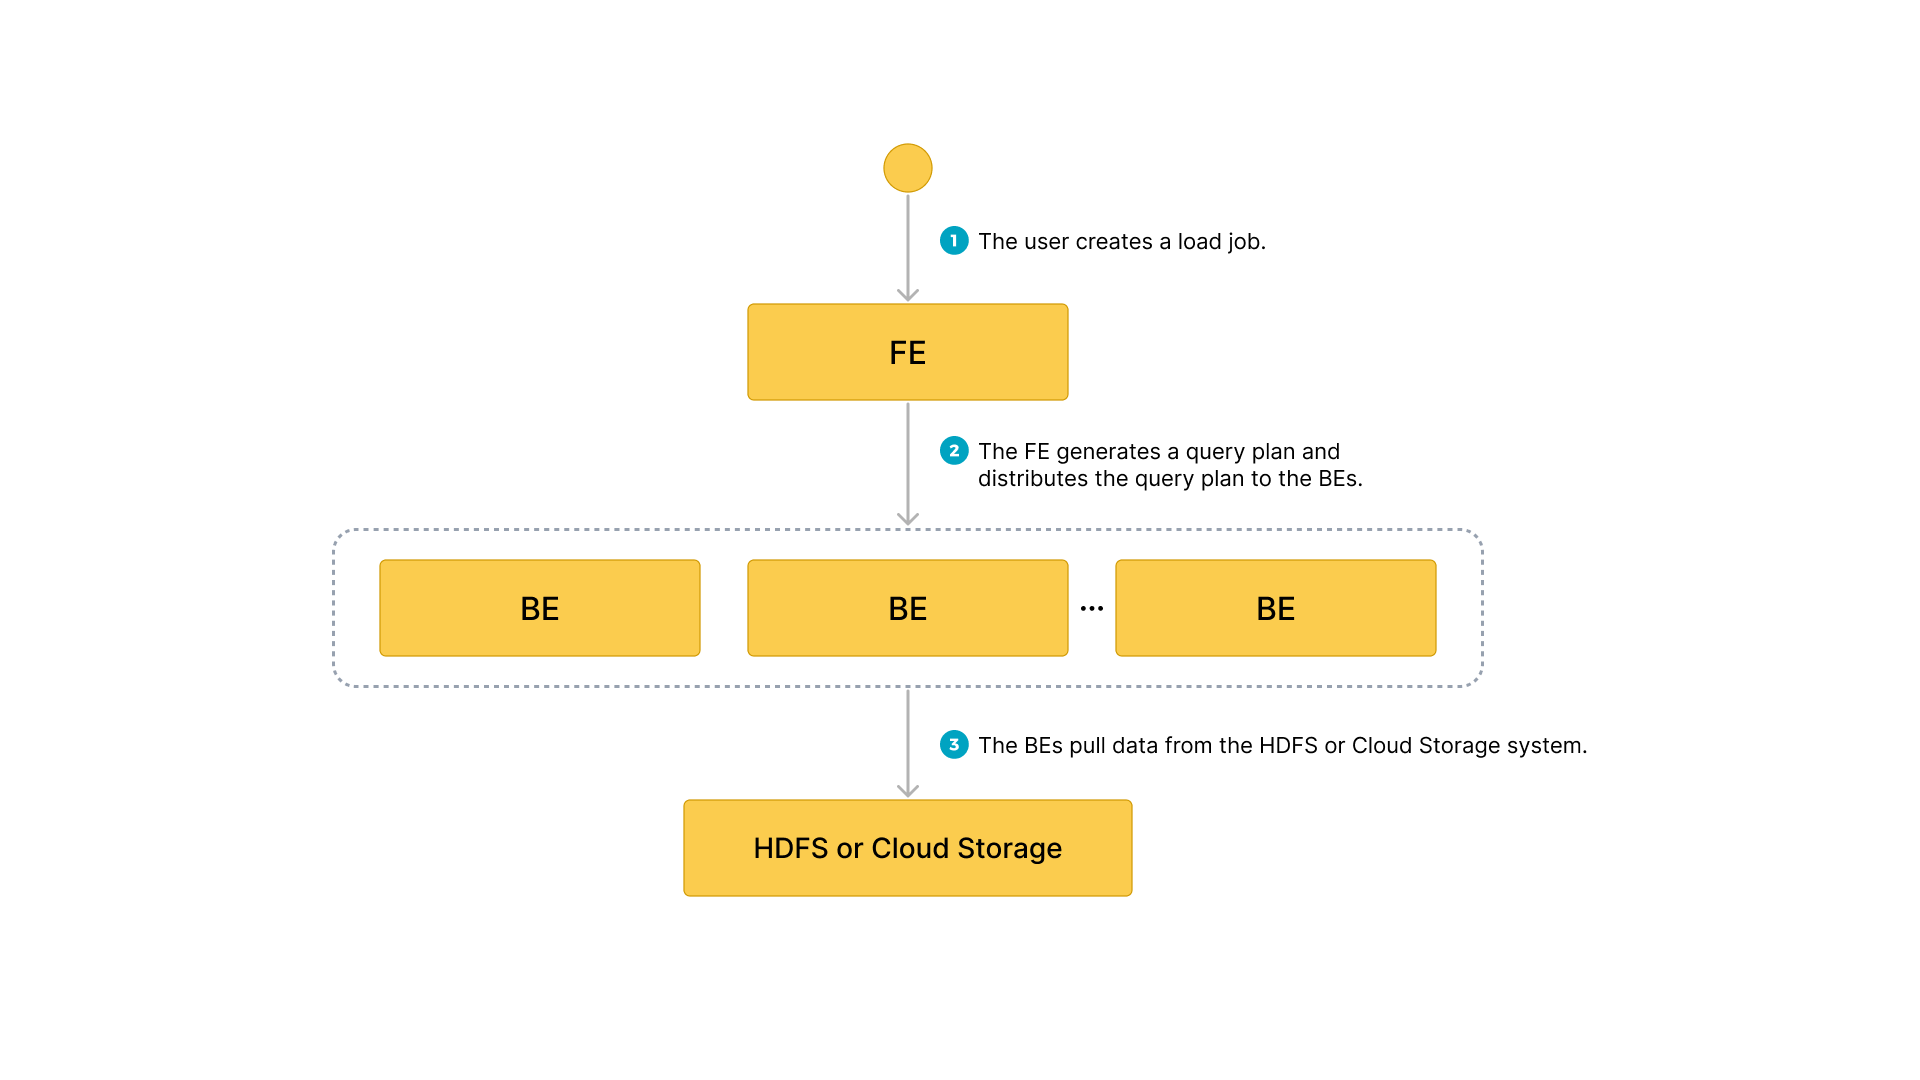 1 The user creates a load job.
FE
2 The FE generates a query plan and
distributes the query plan to the BEs.
BE BE ... BE
3 The BEs pull data from the HDFS or Cloud Storage system.
HDFS or Cloud Storage